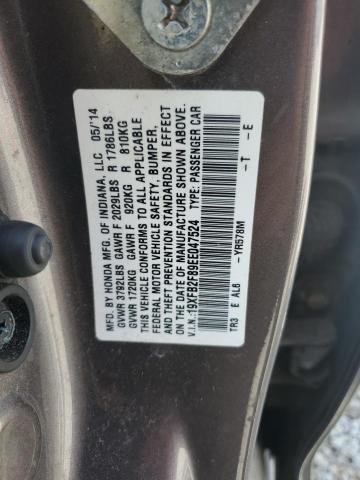 MFD. BY HONDA MFG. OF INDIANA, LLC 05/'14
GVWR 3792LBS GAWR F 2029LBS R 1786LBS
GVWR 1720KG GAWR F 920KG R 810KG
THIS VEHICLE CONFORMS TO ALL APPLICABLE
FEDERAL MOTOR VEHICLE SAFETY, BUMPER,
AND THEFT PREVENTION STANDARDS IN EFFECT
ON THE DATE OF MANUFACTURE SHOWN ABOVE.
V.I.N.:19XFB2F89EE047524 TYPE: PASSENGER CAR
TR3 E AL6 -YR578M -T -E